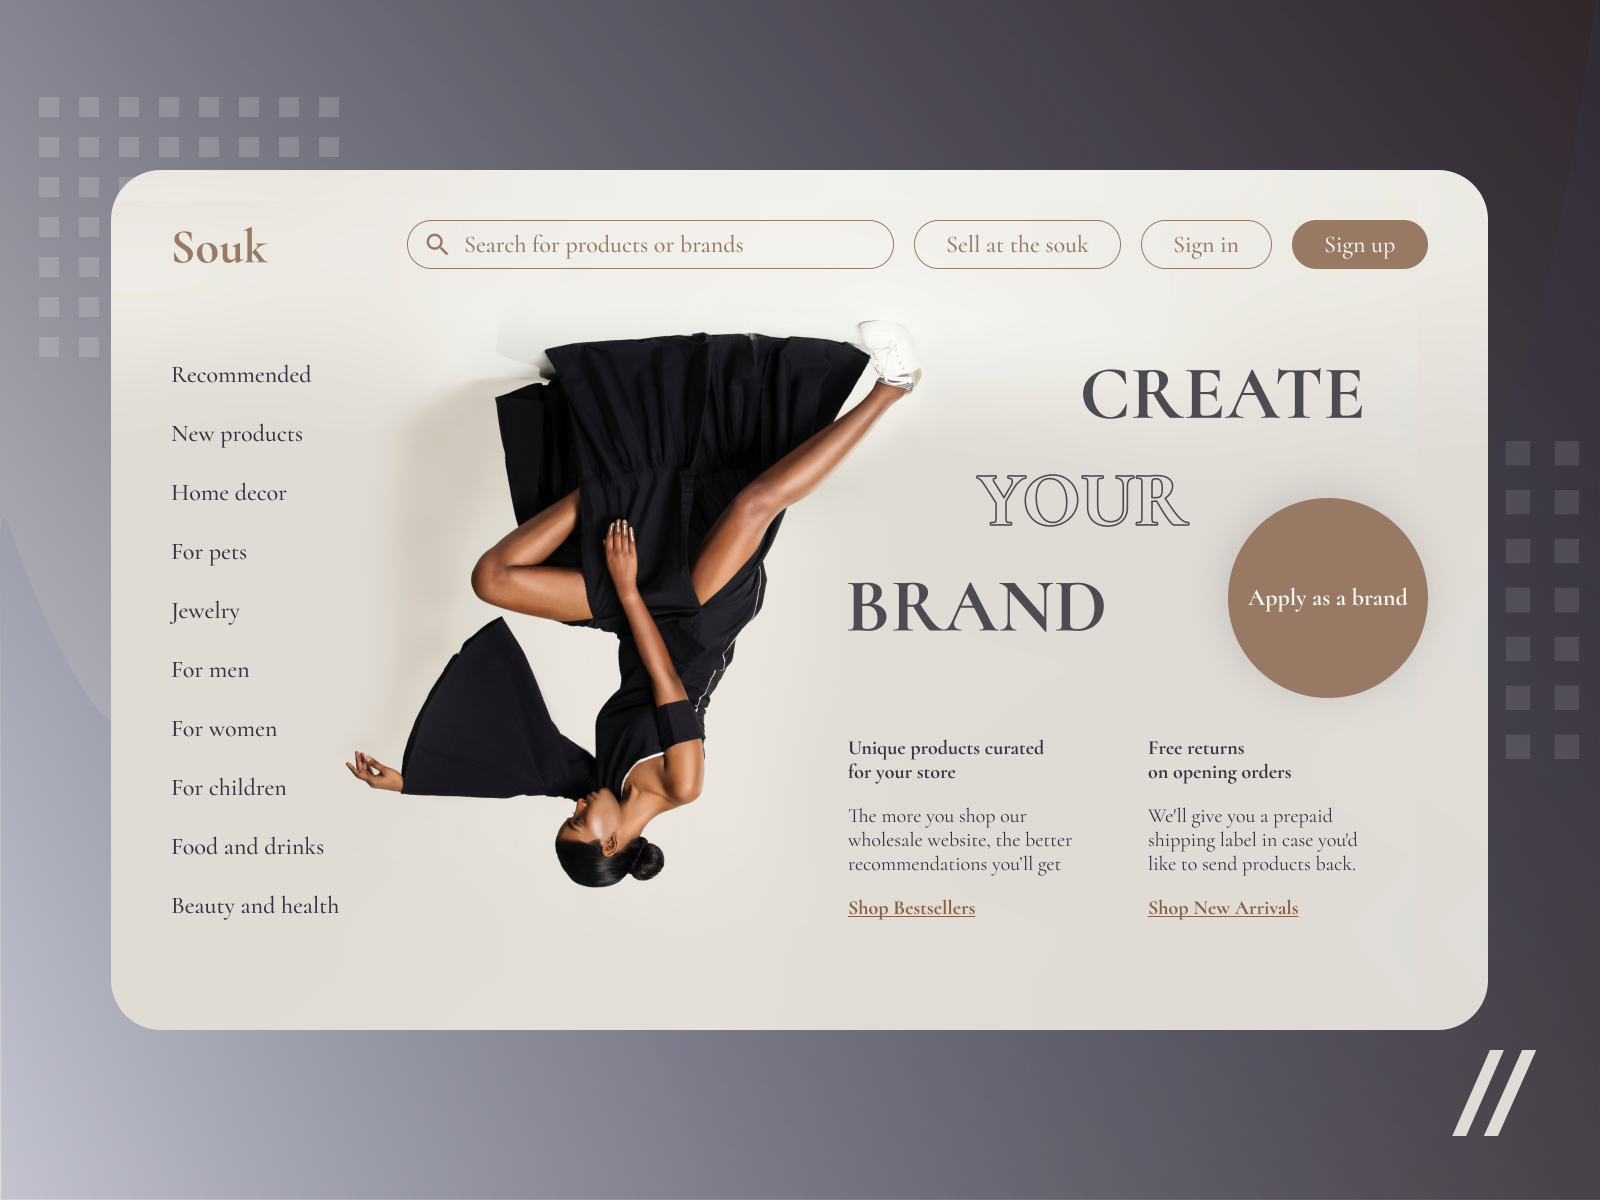 Souk
Search for products or brands
Sell at the souk
Sign in
Sign up
Recommended
New products
Home decor
For pets
Jewelry
For men
For women
For children
Food and drinks
Beauty and health
CREATE
YOUR
BRAND
Apply as a brand
Unique products curated
for your store
The more you shop our
wholesale website, the better
recommendations you’ll get
Shop Bestsellers
Free returns
on opening orders
We'll give you a prepaid
shipping label in case you'd
like to send products back.
Shop New Arrivals